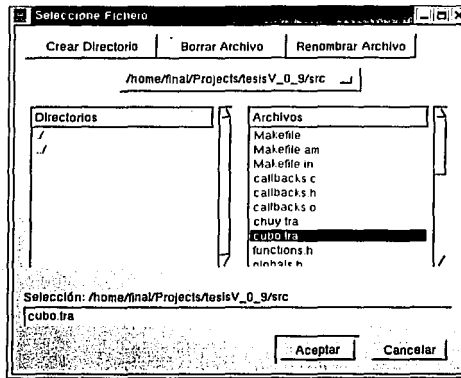 Seleccione Fichero
Crear Directorio Borrar Archivo Renombrar Archivo
/home/final/Projects/tesisV_0_9/src
Directorios
./
../
Archivos
Makefile
Makefile am
Makefile in
callbacks c
callbacks h
callbacks o
chuy tra
cubo tra
functions.h
globals h
Selección: /home/final/Projects/tesisV_0_9/src
cubo.tra
Aceptar Cancelar